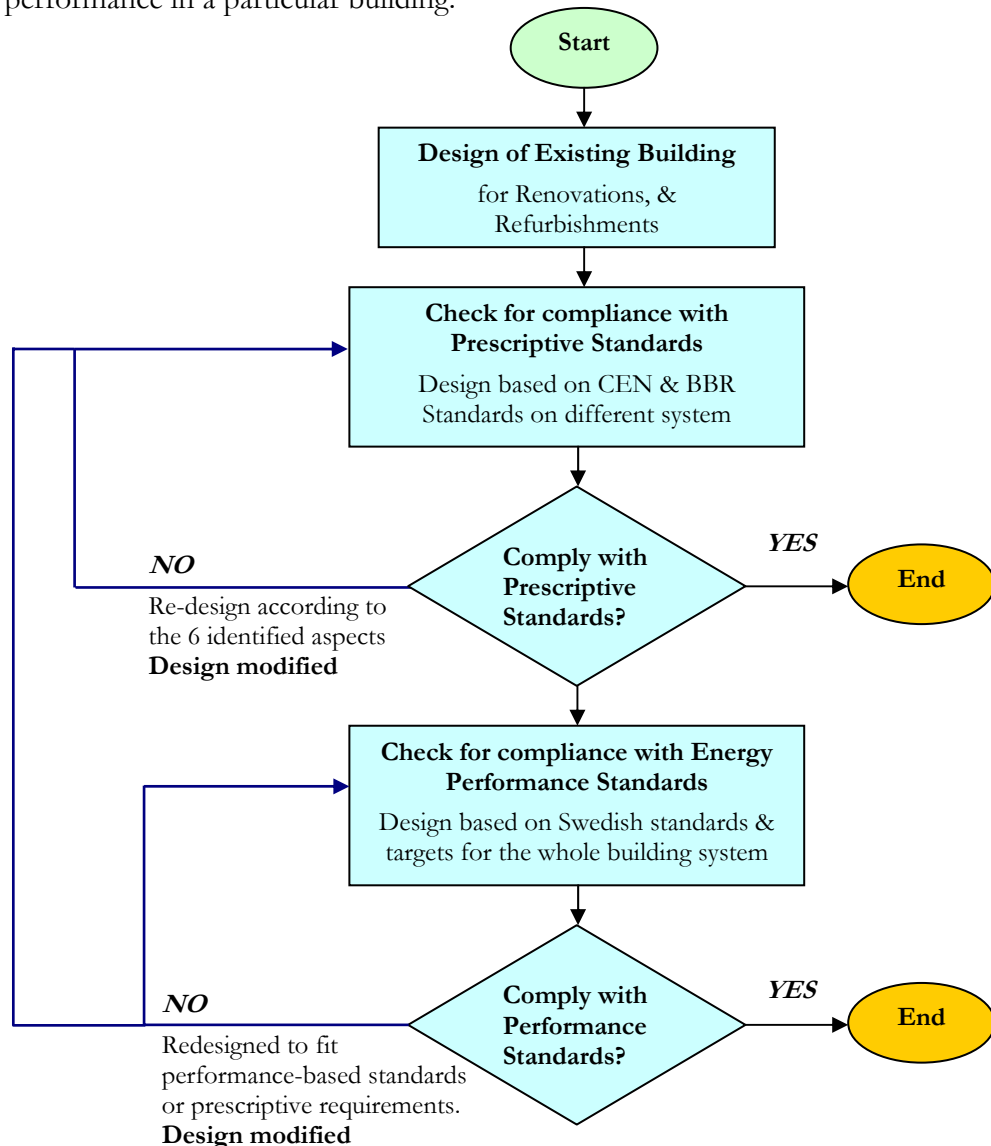 performance in a particular building.
Start
Design of Existing Building
for Renovations, &
Refurbishments
Check for compliance with
Prescriptive Standards
Design based on CEN & BBR
Standards on different system
Comply with
Prescriptive
Standards?
YES
End
NO
Re-design according to
the 6 identified aspects
Design modified
Check for compliance with Energy
Performance Standards
Design based on Swedish standards &
targets for the whole building system
Comply with
Performance
Standards?
YES
End
NO
Redesigned to fit
performance-based standards
or prescriptive requirements.
Design modified